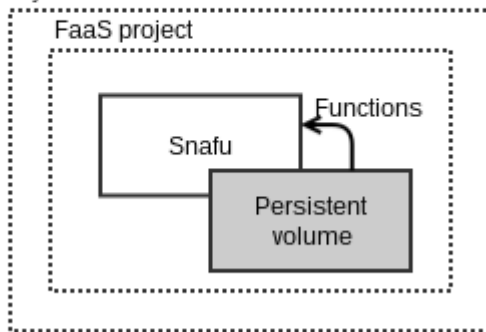 FaaS project
Functions
Snafu
Persistent
volume